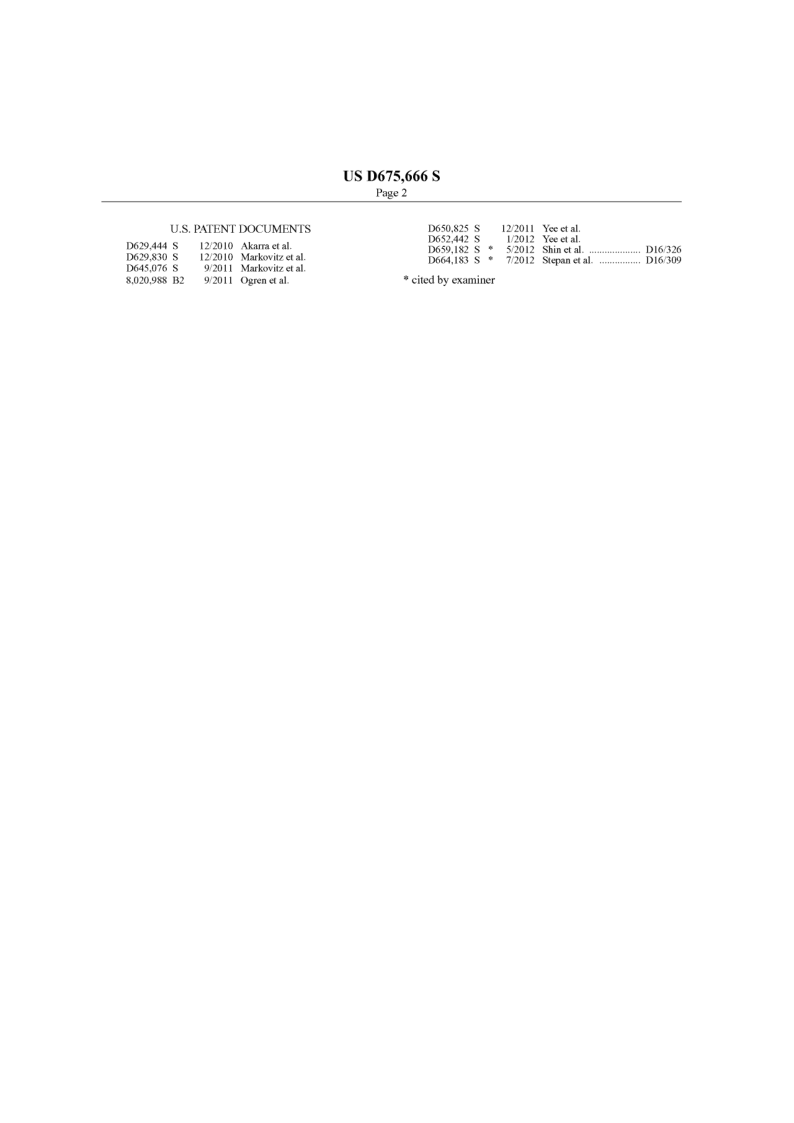 US D675,666 S
Page 2
U.S. PATENT DOCUMENTS
D629,444 S 12/2010 Akarra et al.
D629,830 S 12/2010 Markovitz et al.
D645,076 S 9/2011 Markovitz et al.
8,020,988 B2 9/2011 Ogren et al.
D650,825 S 12/2011 Yee et al.
D652,442 S 1/2012 Yee et al.
D659,182 S * 5/2012 Shin et al. .................... D16/326
D664,183 S * 7/2012 Stepan et al. ................ D16/309
* cited by examiner